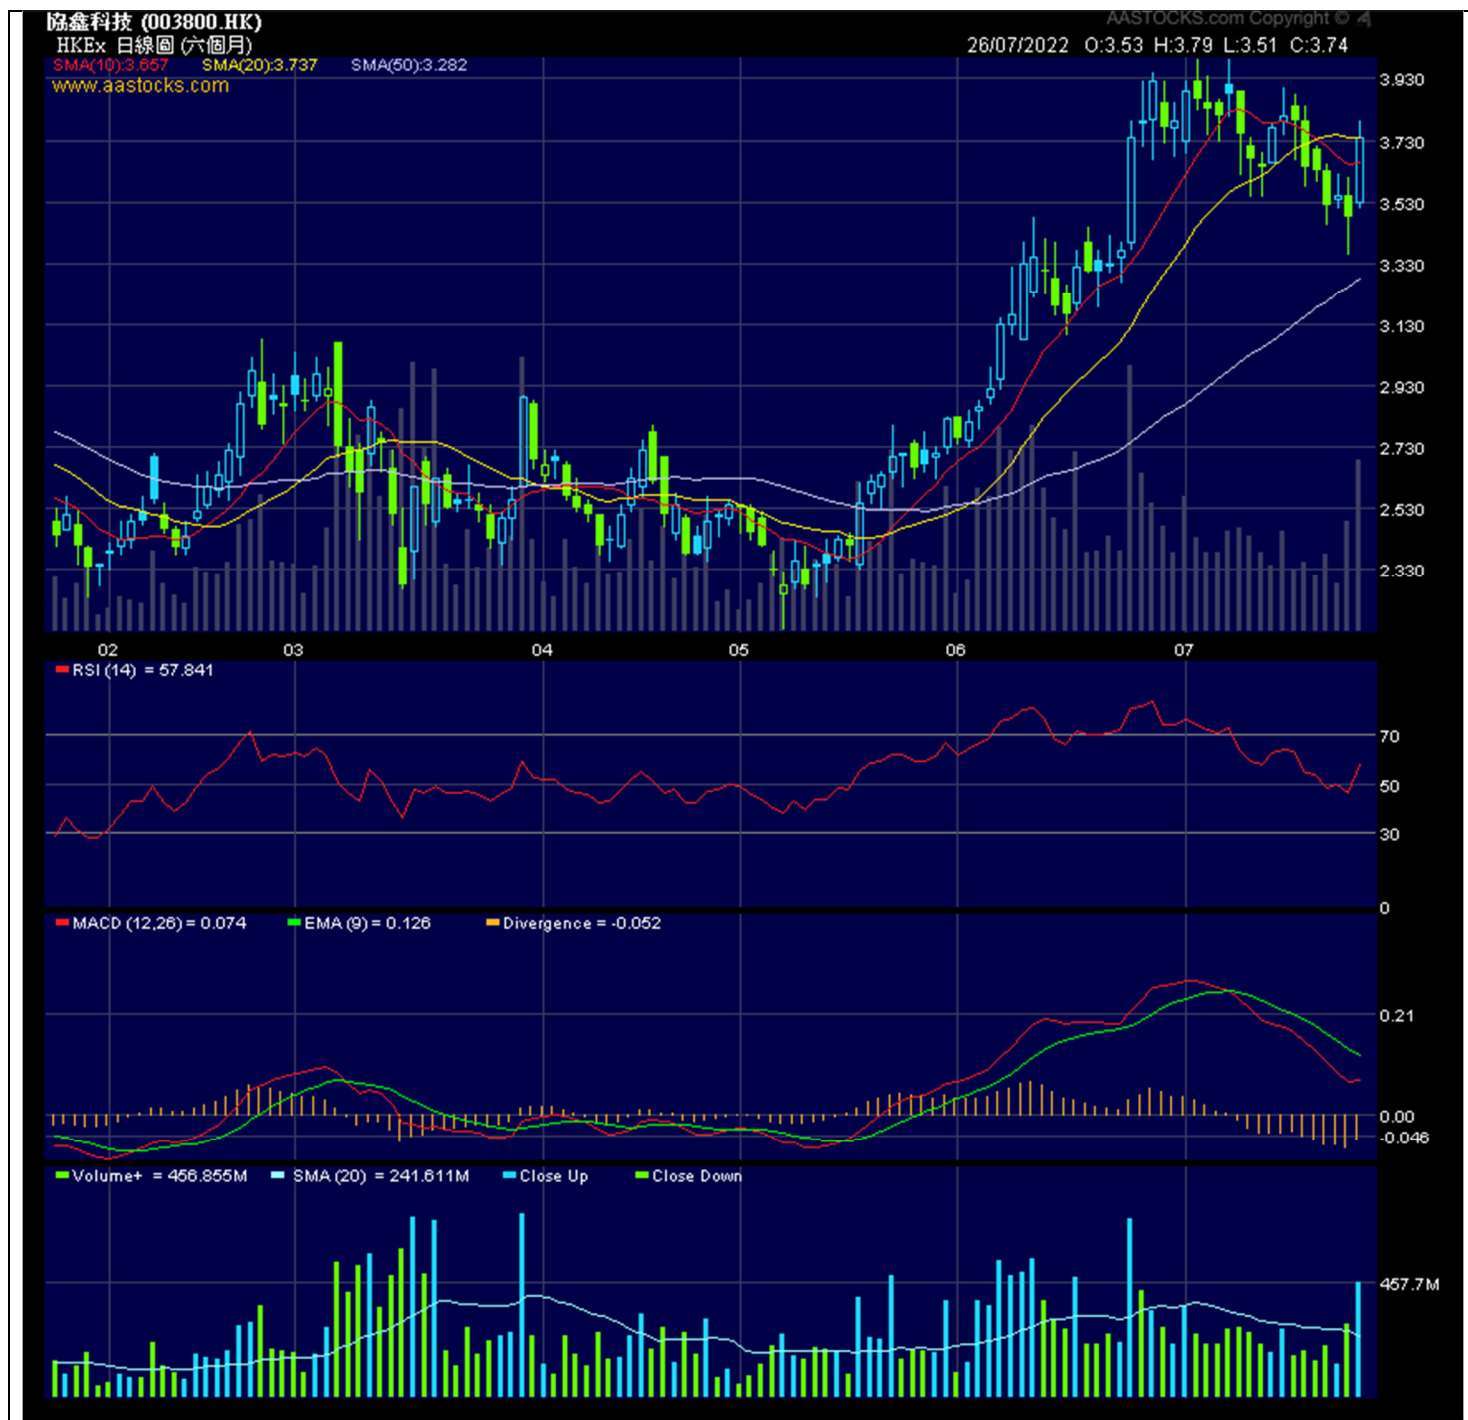 協鑫科技 (003800.HK)
AASTOCKS.com Copyright ©
HKEx 日線圖 (六個月)
26/07/2022 O:3.53 H:3.79 L:3.51 C:3.74
SMA(10):3.657 SMA(20):3.737 SMA(50):3.282
www.aastocks.com
3.930
3.730
3.530
3.330
3.130
2.930
2.730
2.530
2.330
02 03 04 05 06 07
RSI (14) = 57.841
70
50
30
0
MACD (12,26) = 0.074 EMA (9) = 0.126 Divergence = -0.052
0.21
0.00
-0.046
Volume+ = 456.855M SMA (20) = 241.611M Close Up Close Down
457.7M